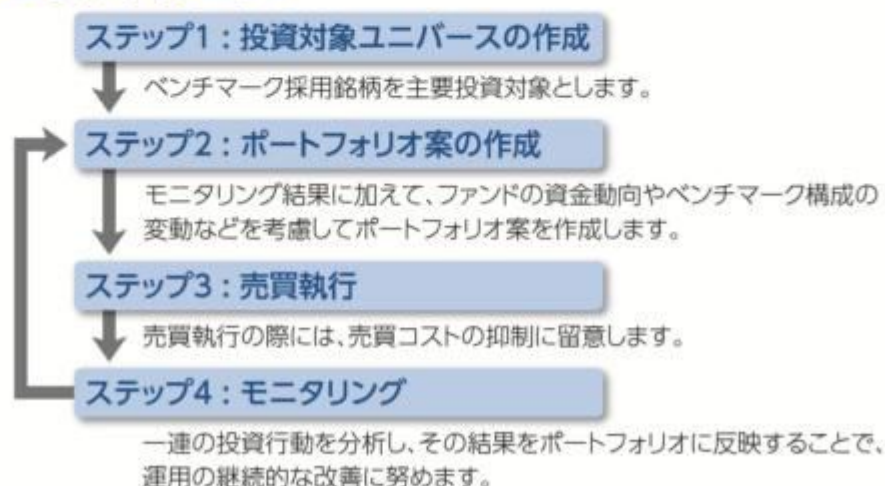 ステップ1：投資対象ユニバースの作成
ベンチマーク採用銘柄を主要投資対象とします。
ステップ2：ポートフォリオ案の作成
モニタリング結果に加えて、ファンドの資金動向やベンチマーク構成の
変動などを考慮してポートフォリオ案を作成します。
ステップ3：売買執行
売買執行の際には、売買コストの抑制に留意します。
ステップ4：モニタリング
一連の投資行動を分析し、その結果をポートフォリオに反映することで、
運用の継続的な改善に努めます。